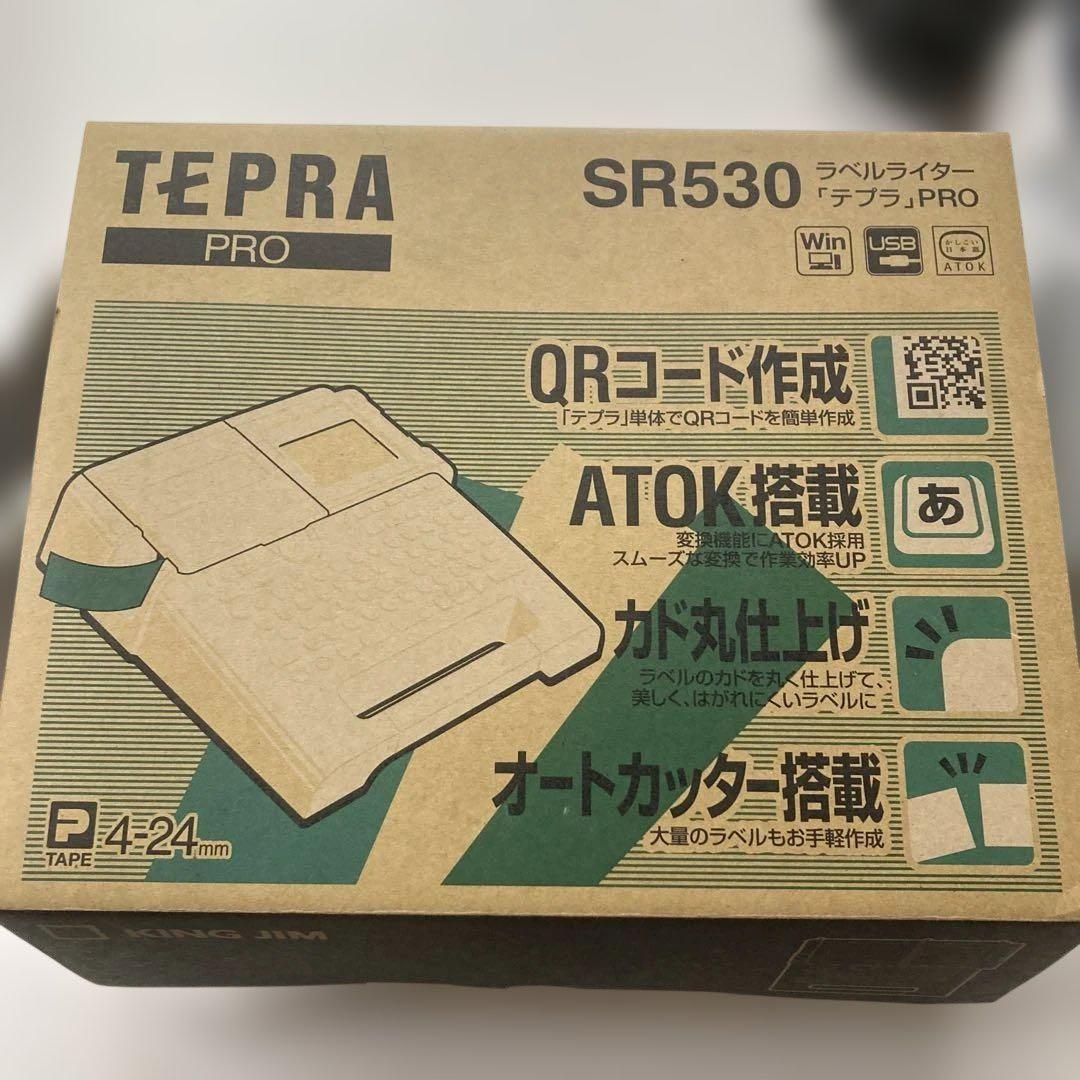 TEPRA
PRO
SR530
ラベルライター
「テプラ」PRO
Win
USB
かしこい
日本語
ATOK
QRコード作成
「テプラ」単体でQRコードを簡単作成
ATOK搭載
あ
変換機能にATOK採用
スムーズな変換で作業効率UP
カド丸仕上げ
ラベルのカドを丸く仕上げて、
美しく、はがれにくいラベルに
オートカッター搭載
大量のラベルもお手軽作成
P
TAPE
4-24mm
KING JIM